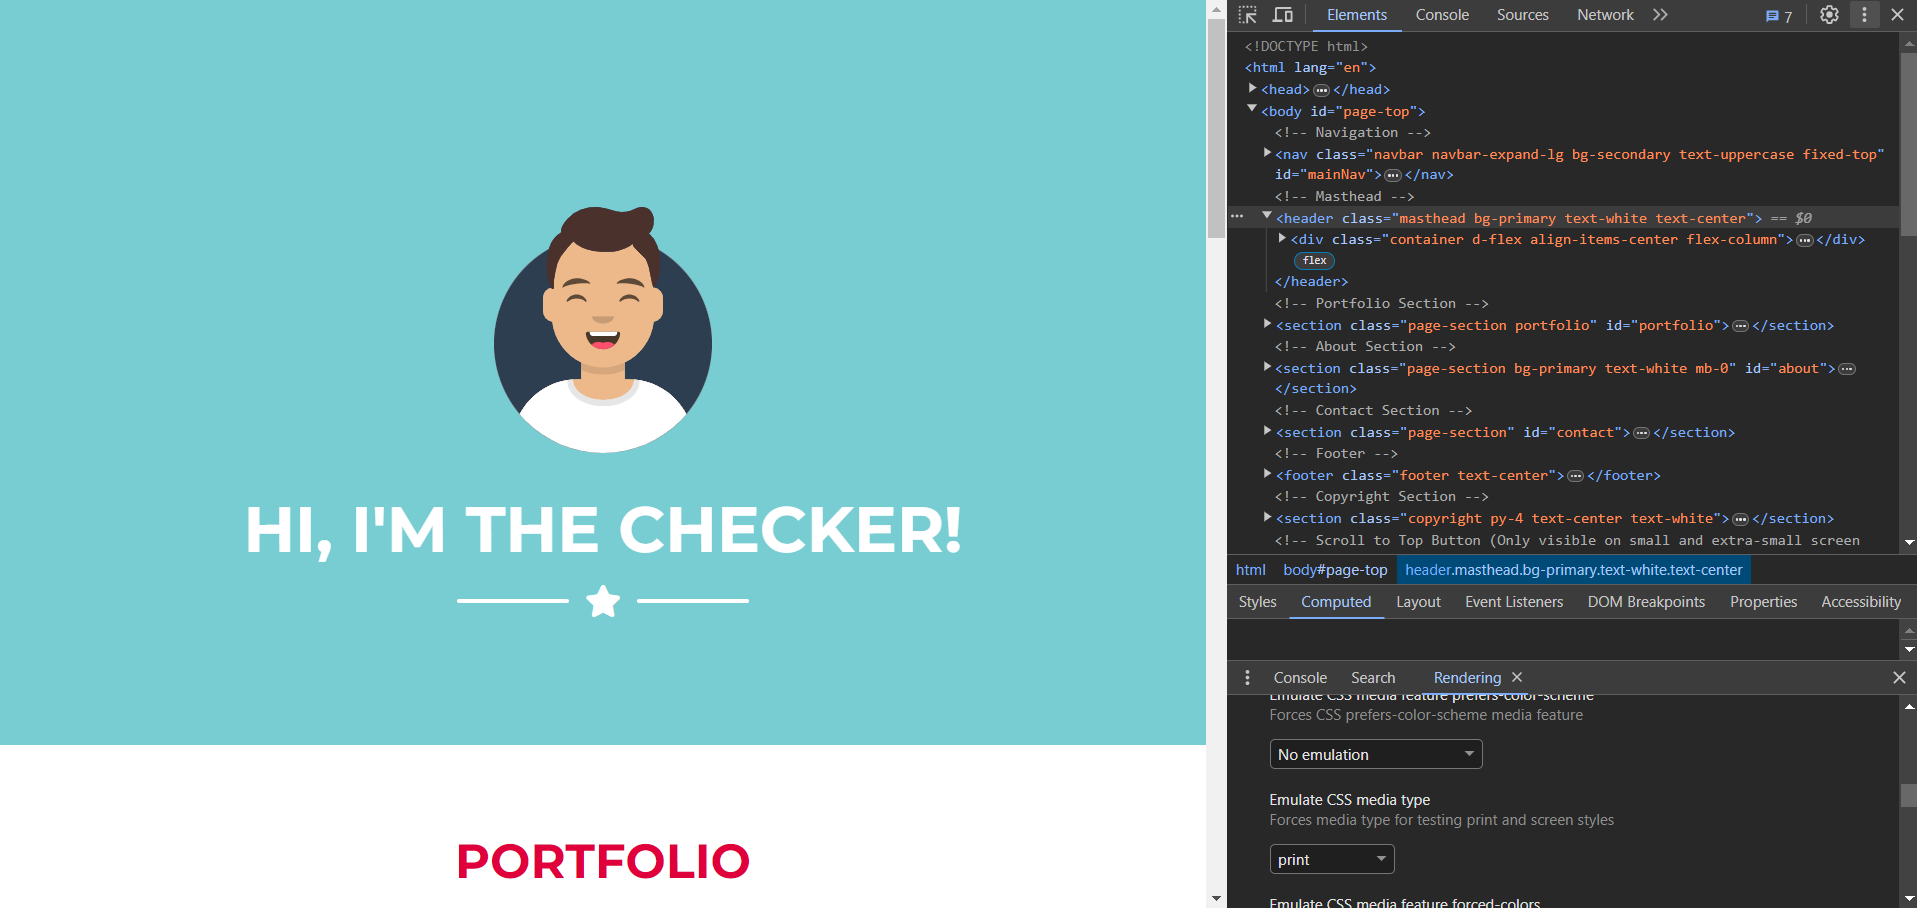 HI, I'M THE CHECKER!
PORTFOLIO
Elements Console Sources Network 7
<!DOCTYPE html>
<html lang="en">
<head> </head>
<body id="page-top">
<!-- Navigation -->
<nav class="navbar navbar-expand-lg bg-secondary text-uppercase fixed-top"
id="mainNav"> </nav>
<!-- Masthead -->
<header class="masthead bg-primary text-white text-center"> == $0
<div class="container d-flex align-items-center flex-column"> </div>
flex
</header>
<!-- Portfolio Section -->
<section class="page-section portfolio" id="portfolio"> </section>
<!-- About Section -->
<section class="page-section bg-primary text-white mb-0" id="about">
</section>
<!-- Contact Section -->
<section class="page-section" id="contact"> </section>
<!-- Footer -->
<footer class="footer text-center"> </footer>
<!-- Copyright Section -->
<section class="copyright py-4 text-center text-white"> </section>
<!-- Scroll to Top Button (Only visible on small and extra-small screen
html body#page-top header.masthead.bg-primary.text-white.text-center
Styles Computed Layout Event Listeners DOM Breakpoints Properties Accessibility
Console Search Rendering
Emulate CSS media feature prefers-color-scheme
Forces CSS prefers-color-scheme media feature
No emulation
Emulate CSS media type
Forces media type for testing print and screen styles
print
Emulate CSS media feature forced-colors